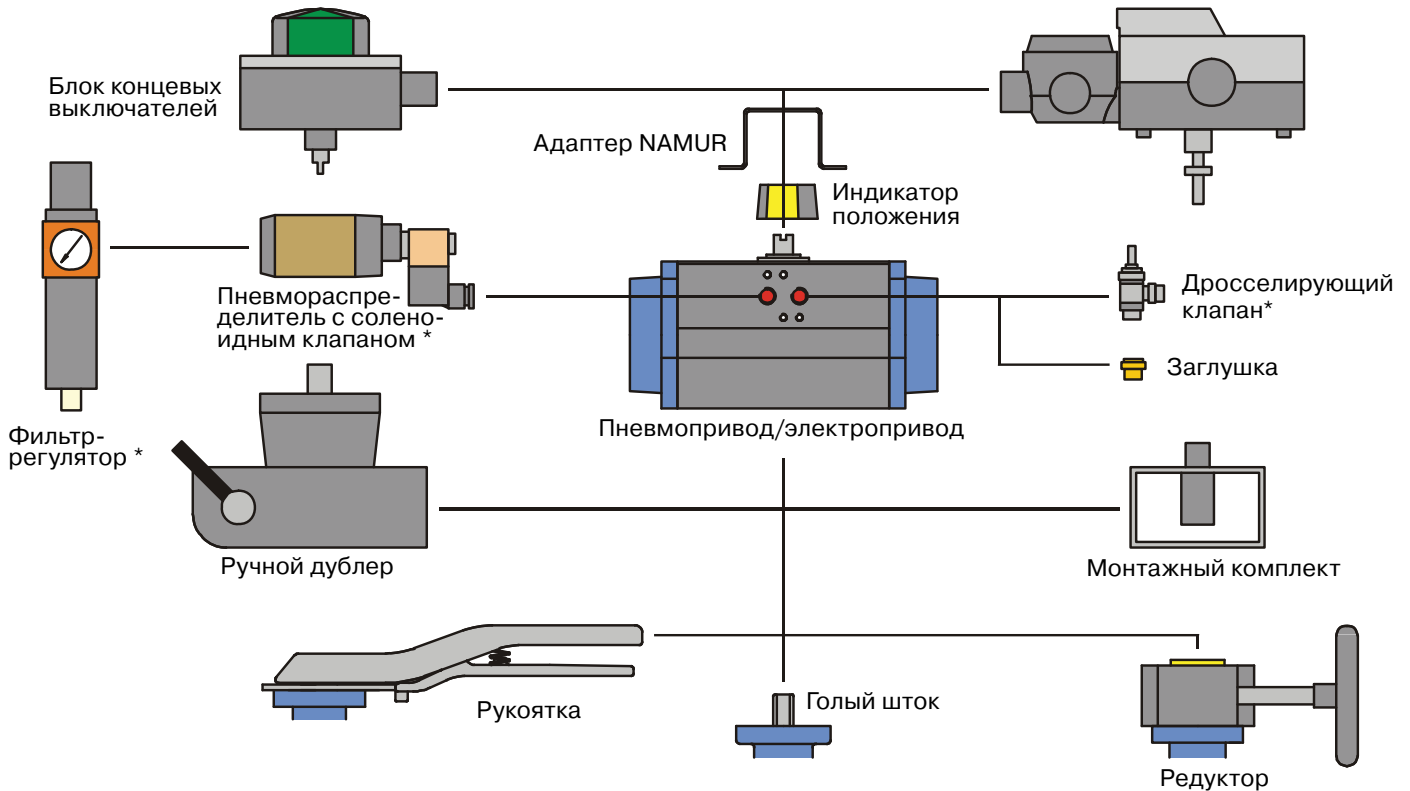 Блок концевых
выключателей
Адаптер NAMUR
Индикатор
положения
Пневмораспре-
делитель с солено-
идным клапаном *
Дросселирующий
клапан*
Заглушка
Фильтр-
регулятор *
Пневмопривод/электропривод
Ручной дублер
Монтажный комплект
Рукоятка
Голый шток
Редуктор